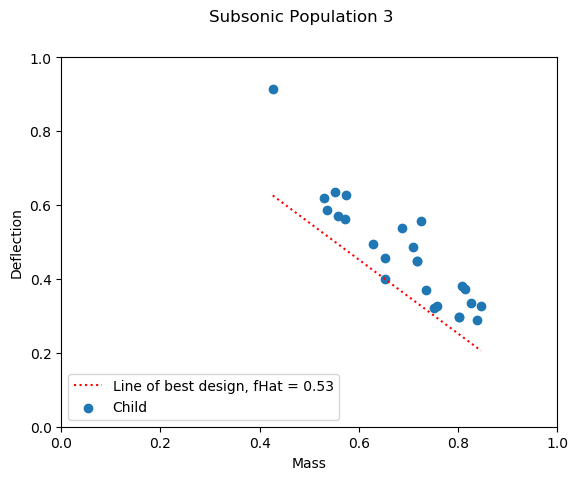 Subsonic Population 3
1.0
0.8
0.6
0.4
0.2
0.0
Deflection
0.0 0.2 0.4 0.6 0.8 1.0
Mass
Line of best design, fHat = 0.53
Child